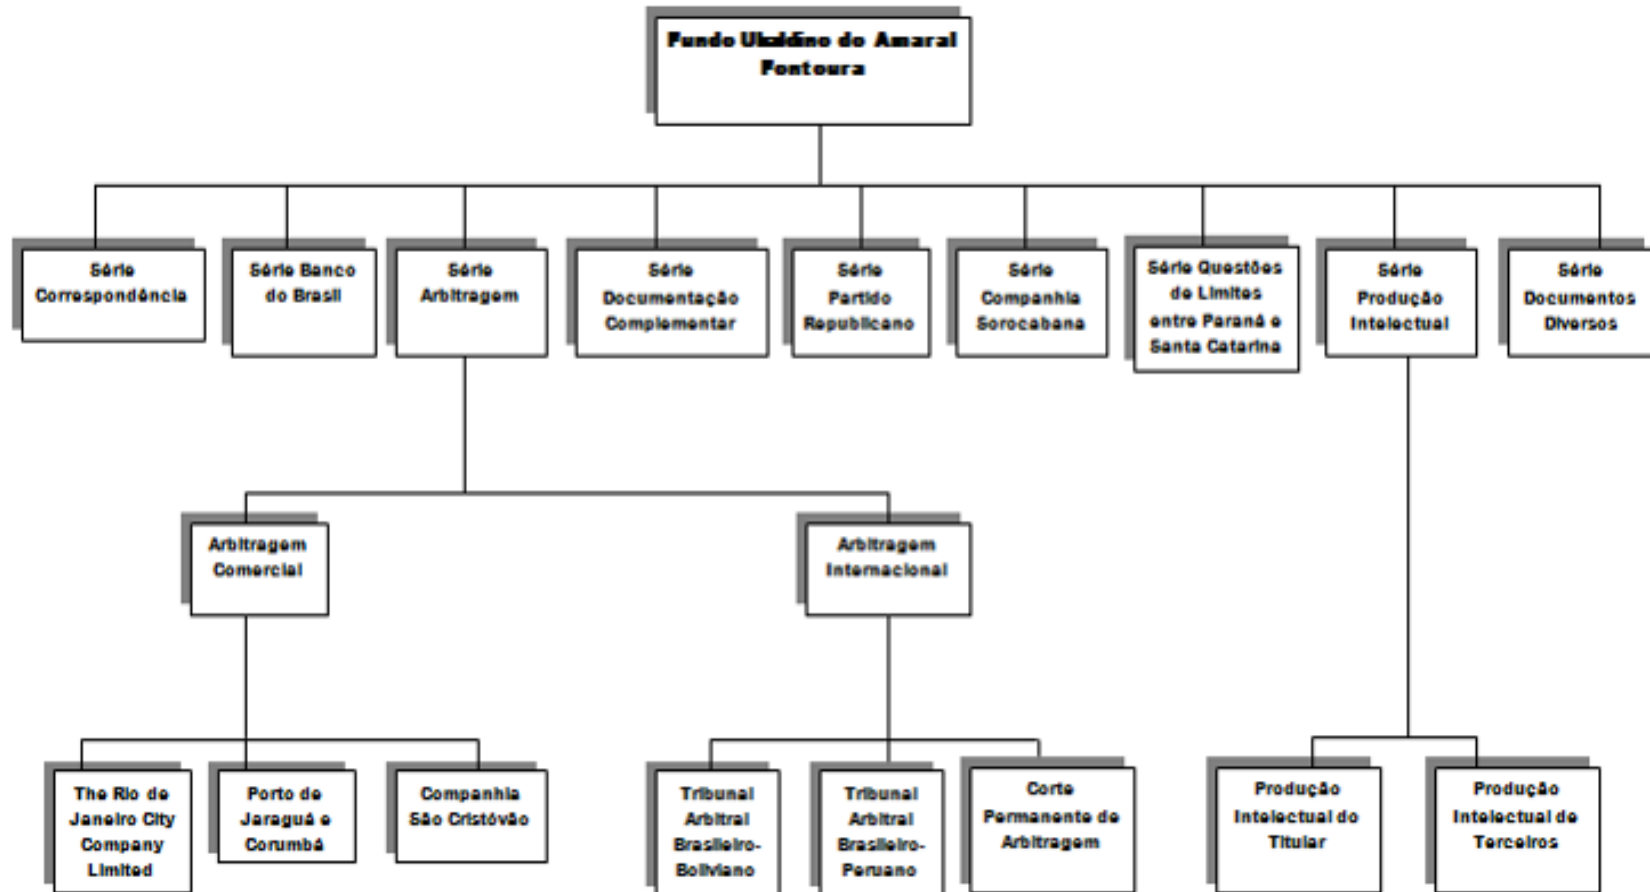 Fundo Ubaldino do Amaral
Fontoura
Série
Correspondência
Série Banco
do Brasil
Série
Arbitragem
Série
Documentação
Complementar
Série
Partido
Republicano
Série
Companhia
Sorocabana
Série Questões
de Limites
entre Paraná e
Santa Catarina
Série
Produção
Intelectual
Série
Documentos
Diversos
Arbitragem
Comercial
Arbitragem
Internacional
The Rio de
Janeiro City
Company
Limited
Porto de
Jaraguá e
Corumbá
Companhia
São Cristóvão
Tribunal
Arbitral
Brasileiro-
Boliviano
Tribunal
Arbitral
Brasileiro-
Peruano
Corte
Permanente de
Arbitragem
Produção
Intelectual do
Titular
Produção
Intelectual de
Terceiros